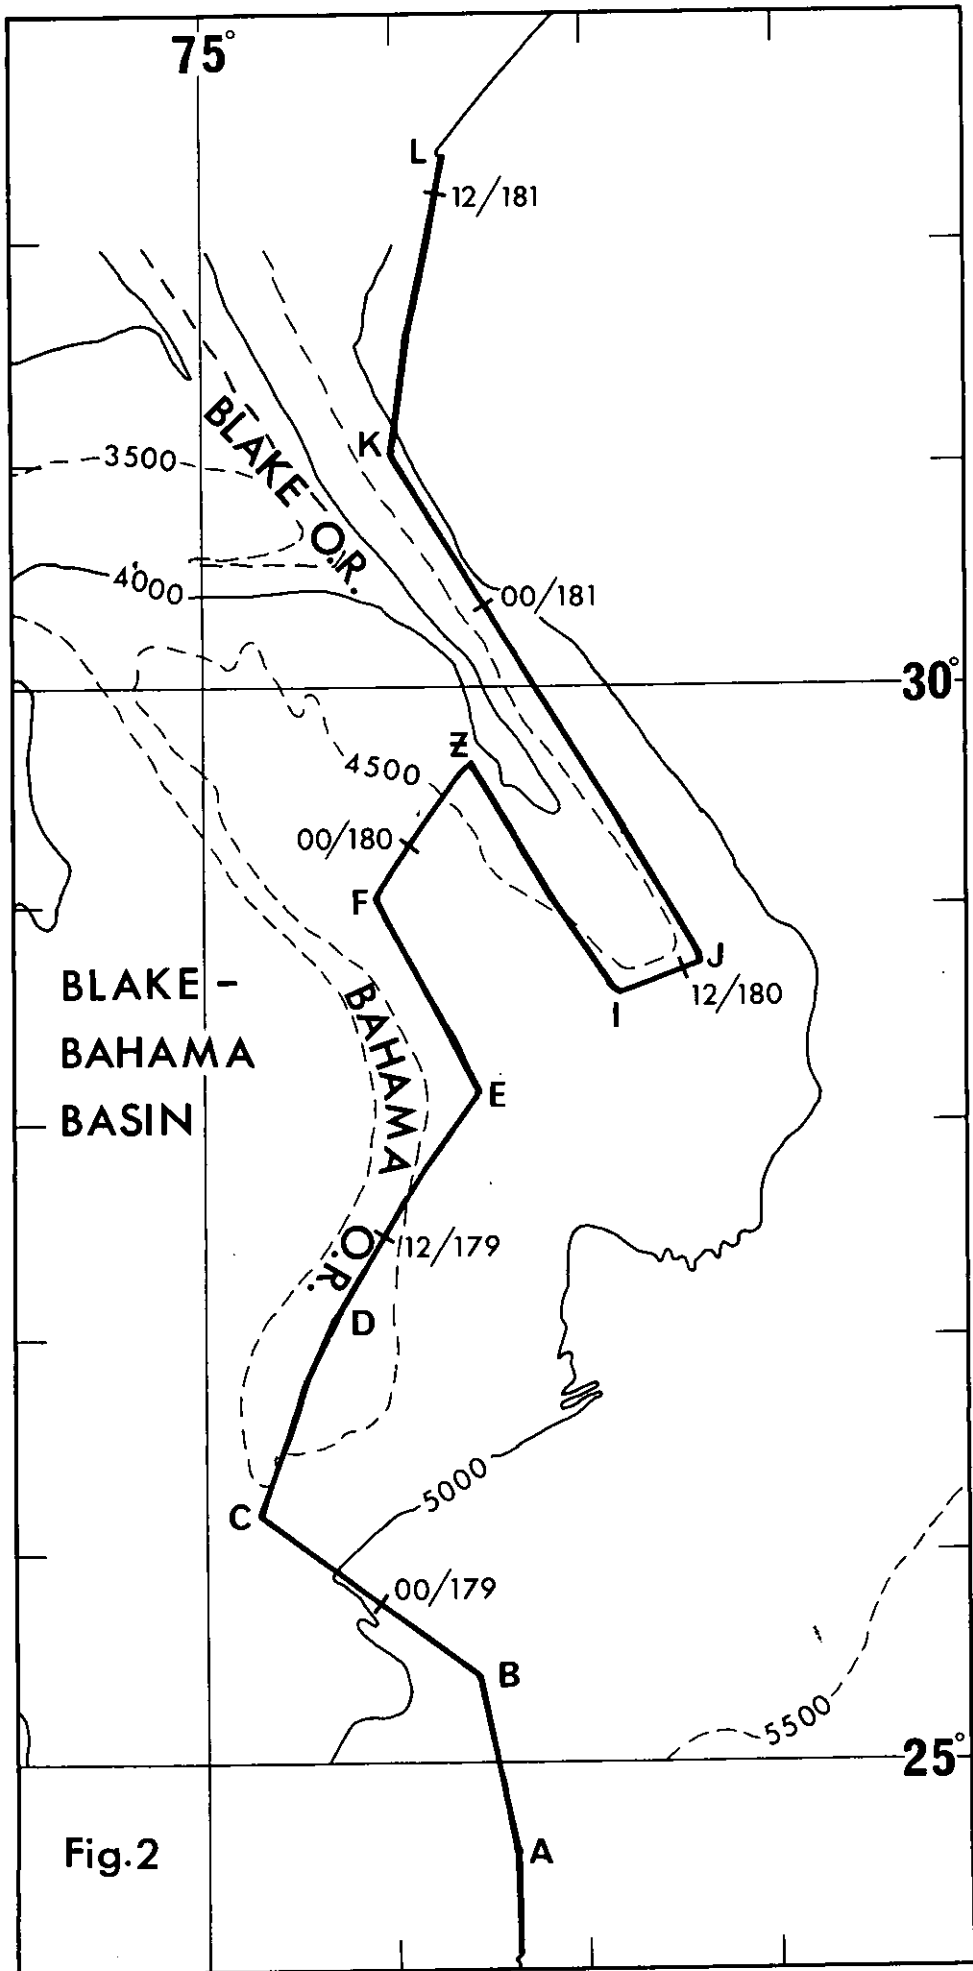 75°
L
12/181
BLAKE O.R.
K
3500
4000
00/181
30°
Z
4500
00/180
F
J
12/180
I
BLAKE -
BAHAMA
BASIN
BAHAMA O.R.
E
12/179
D
5000
C
00/179
B
5500
25°
A
Fig.2